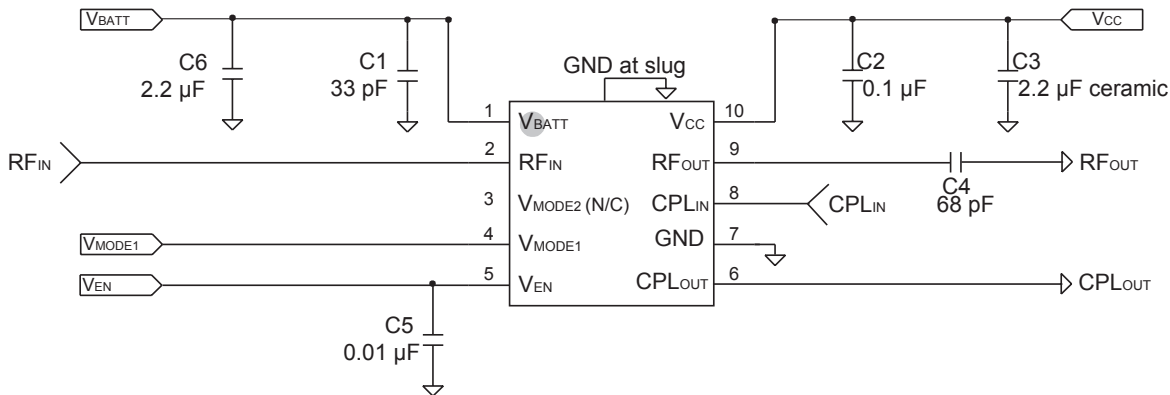 VBATT
VCC
C6
2.2 µF
C1
33 pF
GND at slug
C2
0.1 µF
C3
2.2 µF ceramic
1
VBATT
VCC
10
RFIN
2
RFIN
RFOUT
9
C4
68 pF
RFOUT
3
VMODE2 (N/C)
CPLIN
8
CPLIN
VMODE1
4
VMODE1
GND
7
VEN
5
VEN
CPLOUT
6
CPLOUT
C5
0.01 µF